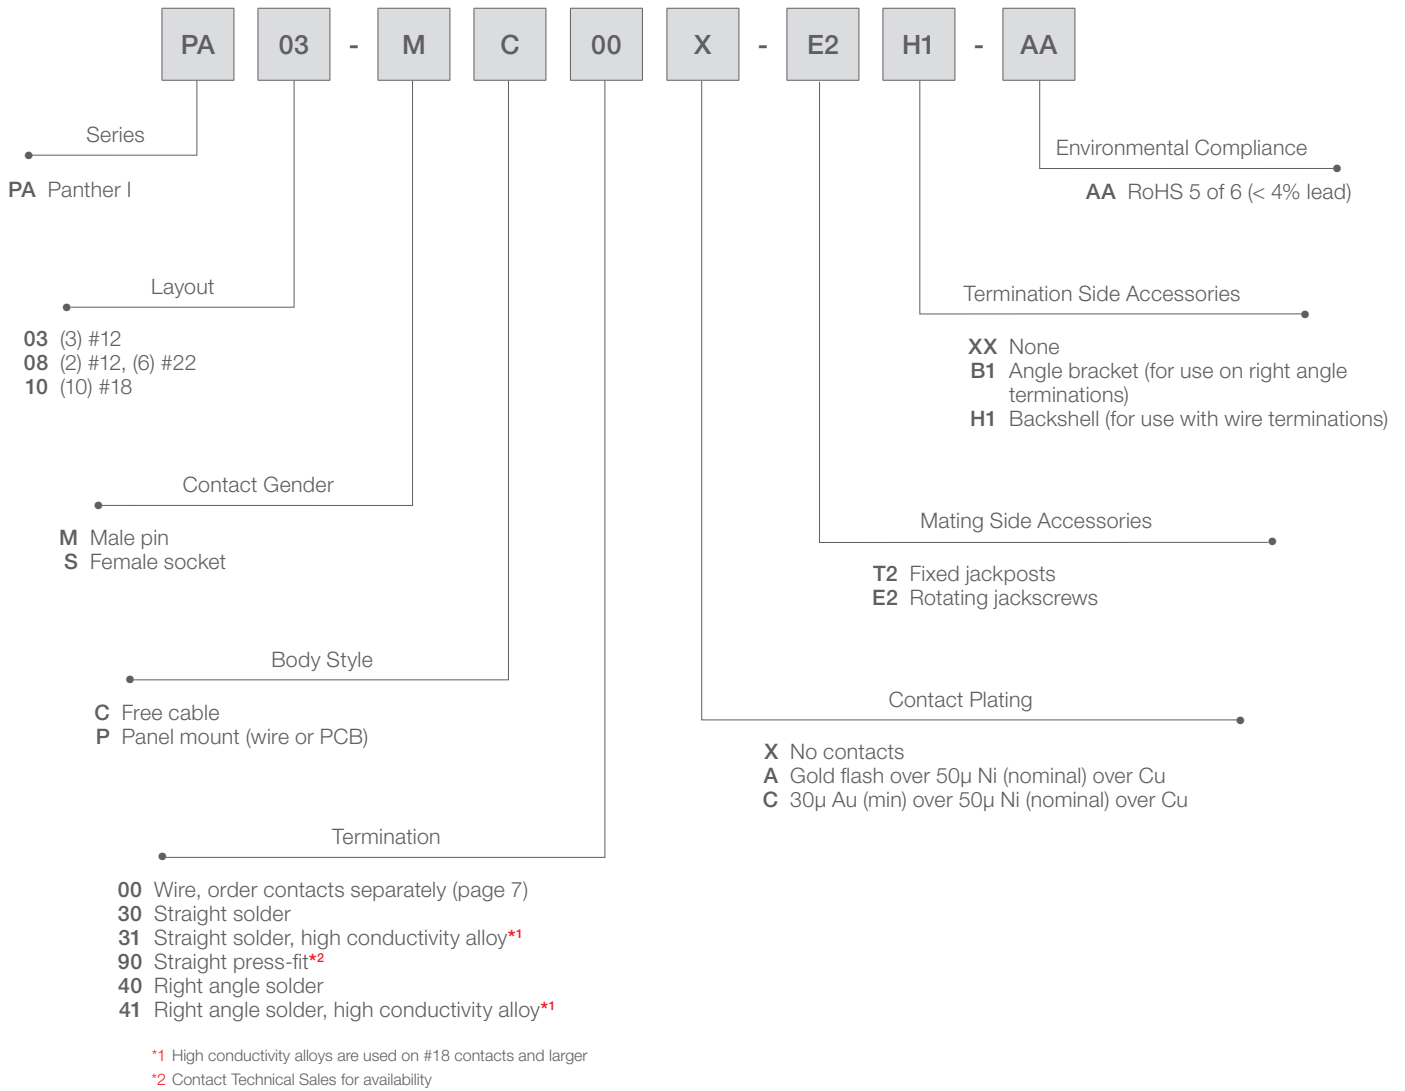 PA 03 - M C 00 X - E2 H1 - AA
Series
PA Panther I
Layout
03 (3) #12
08 (2) #12, (6) #22
10 (10) #18
Contact Gender
M Male pin
S Female socket
Body Style
C Free cable
P Panel mount (wire or PCB)
Termination
00 Wire, order contacts separately (page 7)
30 Straight solder
31 Straight solder, high conductivity alloy*1
90 Straight press-fit*2
40 Right angle solder
41 Right angle solder, high conductivity alloy*1
*1 High conductivity alloys are used on #18 contacts and larger
*2 Contact Technical Sales for availability
Environmental Compliance
AA RoHS 5 of 6 (< 4% lead)
Termination Side Accessories
XX None
B1 Angle bracket (for use on right angle
terminations)
H1 Backshell (for use with wire terminations)
Mating Side Accessories
T2 Fixed jackposts
E2 Rotating jackscrews
Contact Plating
X No contacts
A Gold flash over 50µ Ni (nominal) over Cu
C 30µ Au (min) over 50µ Ni (nominal) over Cu